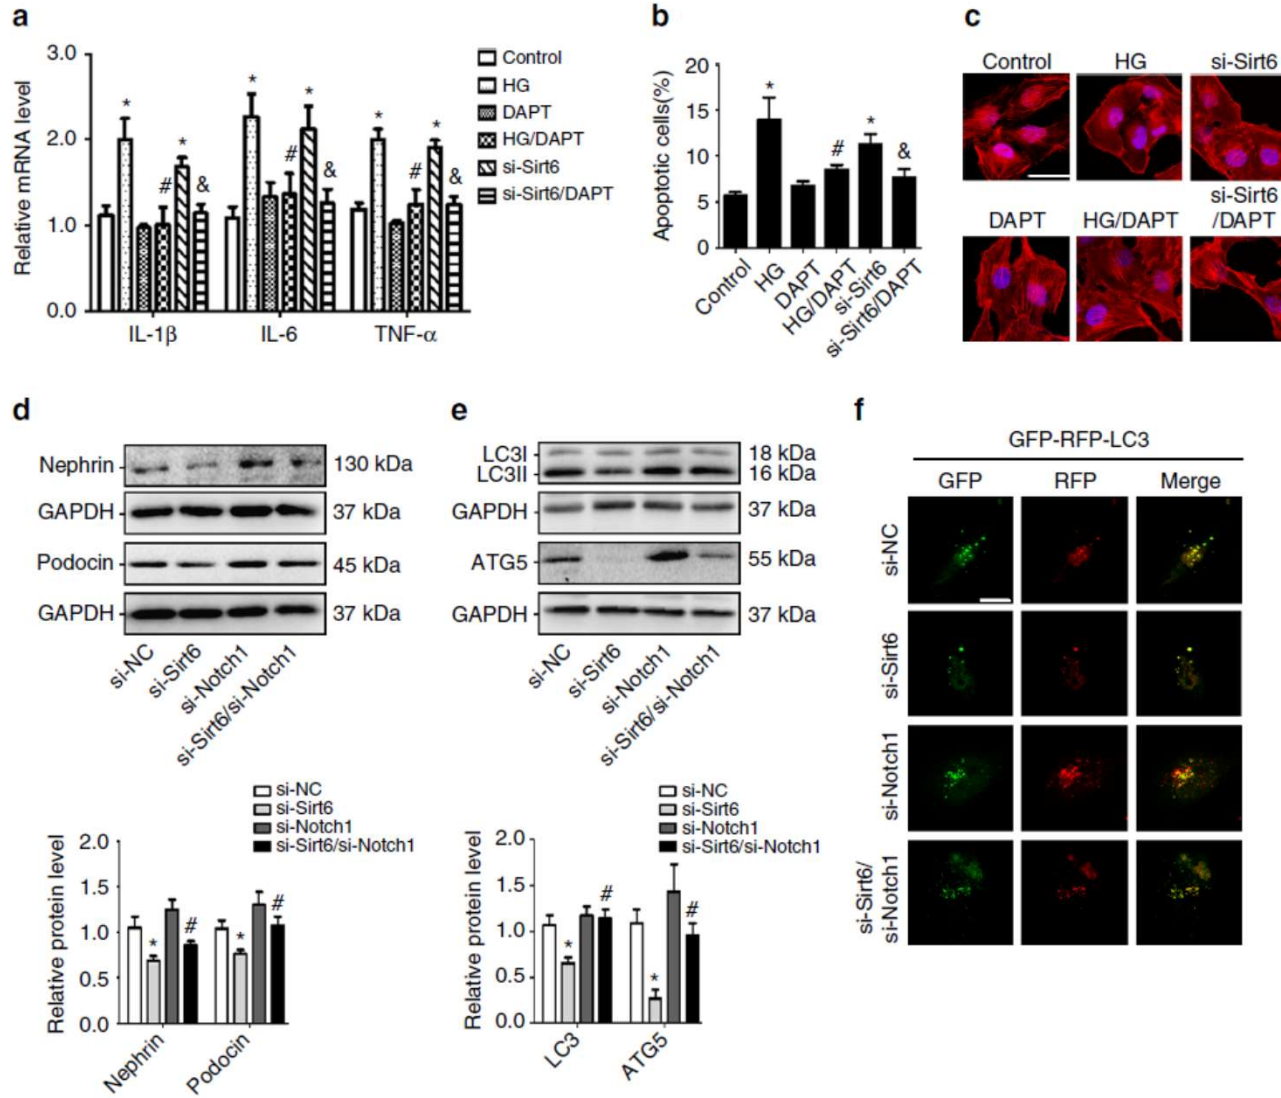 a
3.0
2.0
1.0
0.0
Relative mRNA level
* # * &
* # * &
* # * &
IL-1β IL-6 TNF-α
Control
HG
DAPT
HG/DAPT
si-Sirt6
si-Sirt6/DAPT
b
20
15
10
5
0
Apoptotic cells(%)
* # * &
Control HG DAPT HG/DAPT si-Sirt6 si-Sirt6/DAPT
c
Control HG si-Sirt6
DAPT HG/DAPT si-Sirt6
/DAPT
d
Nephrin 130 kDa
GAPDH 37 kDa
Podocin 45 kDa
GAPDH 37 kDa
si-NC si-Sirt6 si-Notch1 si-Sirt6/si-Notch1
si-NC
si-Sirt6
si-Notch1
si-Sirt6/si-Notch1
2.0
1.5
1.0
0.5
0.0
Relative protein level
* # * #
Nephrin Podocin
e
LC3I 18 kDa
LC3II 16 kDa
GAPDH 37 kDa
ATG5 55 kDa
GAPDH 37 kDa
si-NC si-Sirt6 si-Notch1 si-Sirt6/si-Notch1
si-NC
si-Sirt6
si-Notch1
si-Sirt6/si-Notch1
2.0
1.5
1.0
0.5
0.0
Relative protein level
* # * #
LC3 ATG5
f
GFP-RFP-LC3
GFP RFP Merge
si-NC
si-Sirt6
si-Notch1
si-Sirt6/
si-Notch1